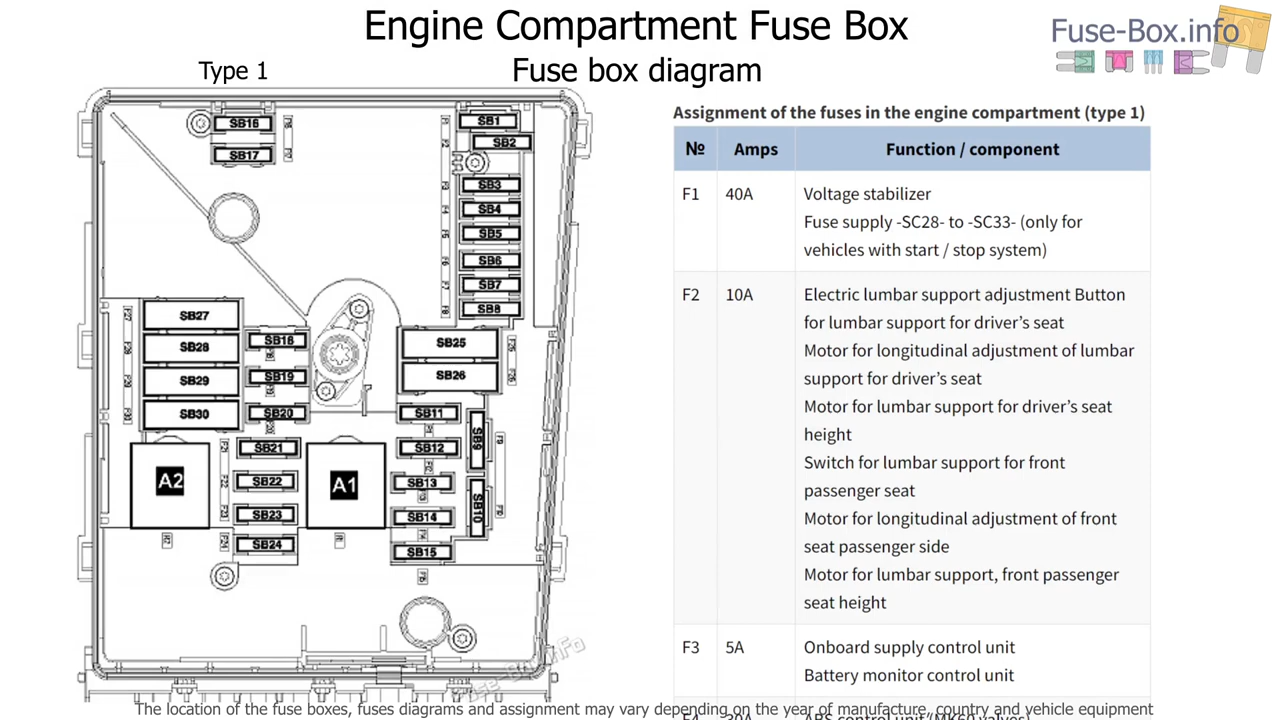 Engine Compartment Fuse Box
Fuse-Box.info
Type 1
Fuse box diagram
SB16
SB17
SB1
SB2
SB3
SB4
SB5
SB6
SB7
SB8
SB27
SB28
SB29
SB30
SB18
SB19
SB20
SB25
SB26
SB11
SB12
SB13
SB14
SB15
SB9
SB10
SB21
SB22
SB23
SB24
A2
A1
Assignment of the fuses in the engine compartment (type 1)
№ Amps Function / component
F1 40A Voltage stabilizer
Fuse supply -SC28- to -SC33- (only for
vehicles with start / stop system)
F2 10A Electric lumbar support adjustment Button
for lumbar support for driver’s seat
Motor for longitudinal adjustment of lumbar
support for driver’s seat
Motor for lumbar support for driver’s seat
height
Switch for lumbar support for front
passenger seat
Motor for longitudinal adjustment of front
seat passenger side
Motor for lumbar support, front passenger
seat height
F3 5A Onboard supply control unit
Battery monitor control unit
Fuse-Box.info
The location of the fuse boxes, fuses diagrams and assignment may vary depending on the year of manufacture, country and vehicle equipment